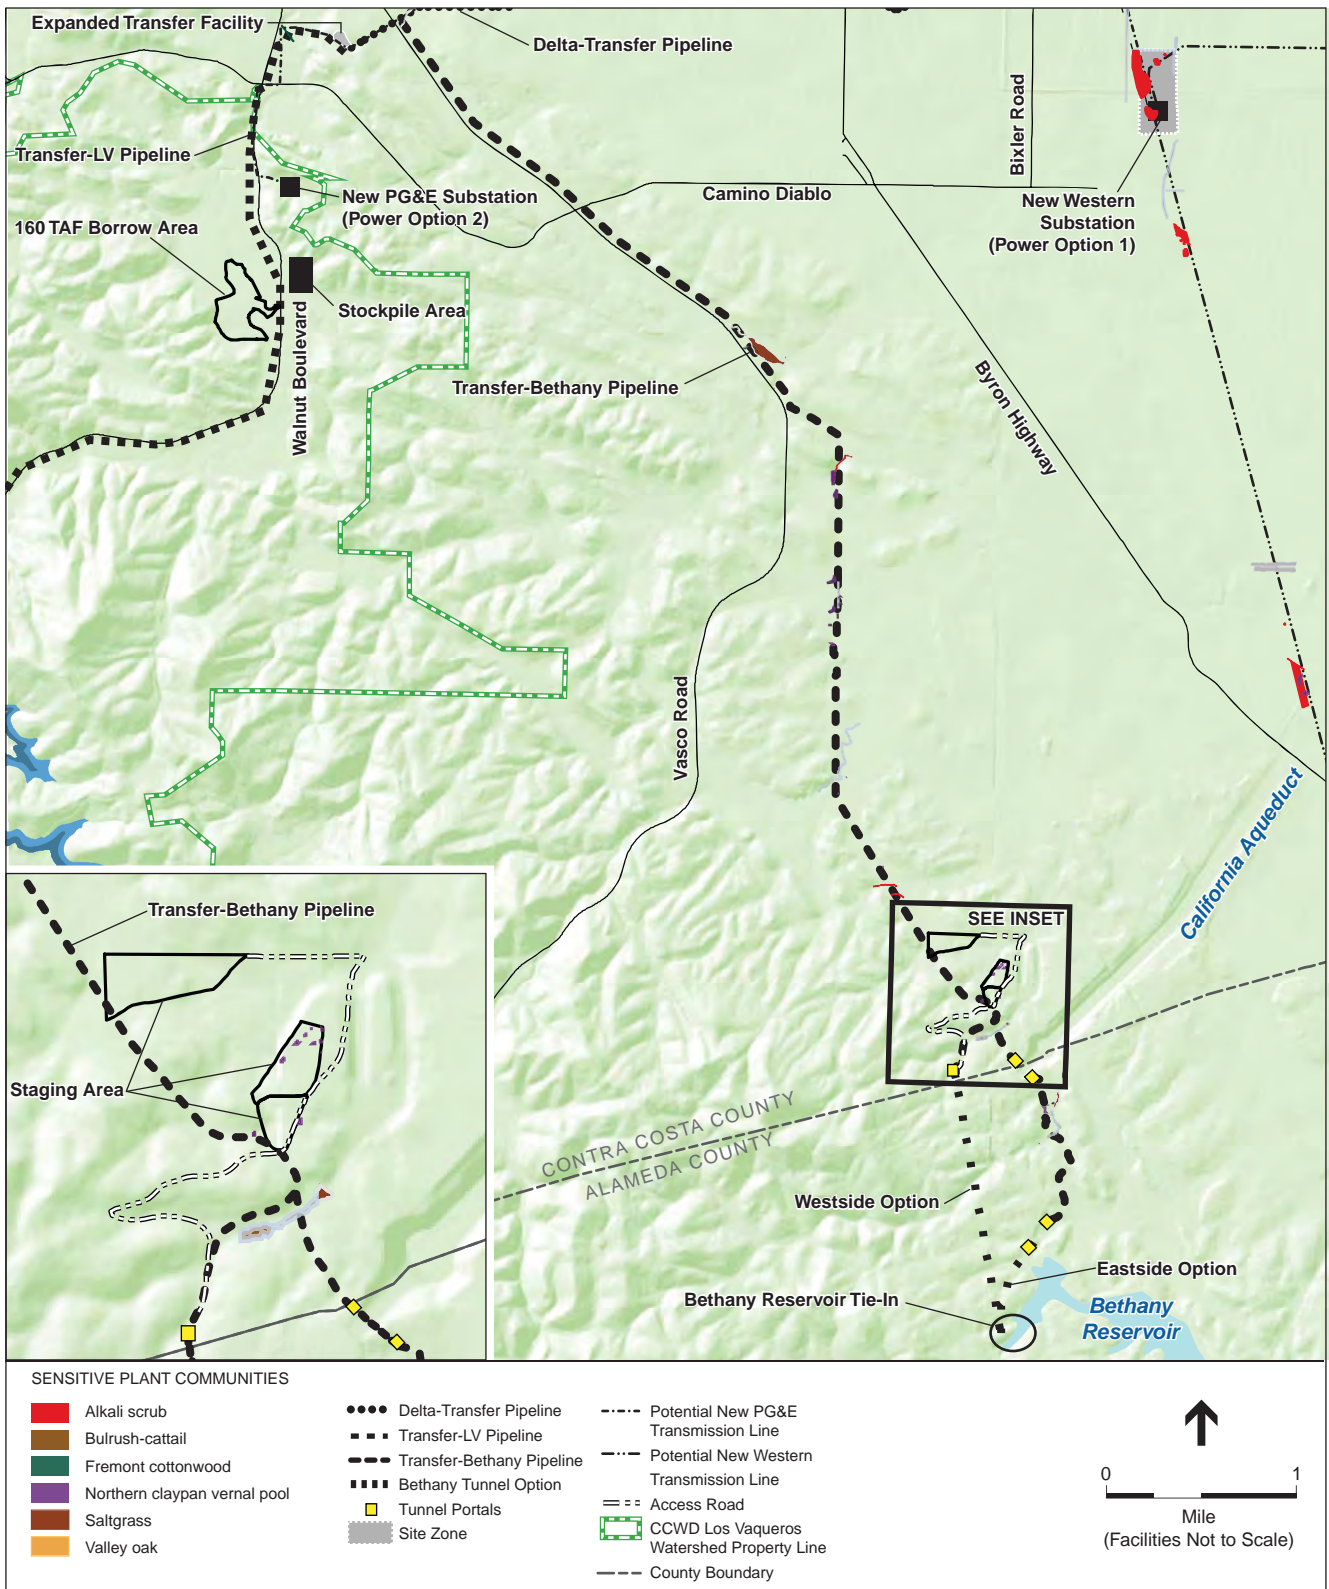 Expanded Transfer Facility
Delta-Transfer Pipeline
Bixler Road
Transfer-LV Pipeline
New PG&E Substation
(Power Option 2)
Camino Diablo
New Western
Substation
(Power Option 1)
160 TAF Borrow Area
Stockpile Area
Walnut Boulevard
Transfer-Bethany Pipeline
Byron Highway
Vasco Road
California Aqueduct
SEE INSET
Transfer-Bethany Pipeline
Staging Area
CONTRA COSTA COUNTY
ALAMEDA COUNTY
Westside Option
Eastside Option
Bethany Reservoir Tie-In
Bethany
Reservoir
SENSITIVE PLANT COMMUNITIES
Alkali scrub
Bulrush-cattail
Fremont cottonwood
Northern claypan vernal pool
Saltgrass
Valley oak
Delta-Transfer Pipeline
Transfer-LV Pipeline
Transfer-Bethany Pipeline
Bethany Tunnel Option
Tunnel Portals
Site Zone
Potential New PG&E
Transmission Line
Potential New Western
Transmission Line
Access Road
CCWD Los Vaqueros
Watershed Property Line
County Boundary
0 1
Mile
(Facilities Not to Scale)